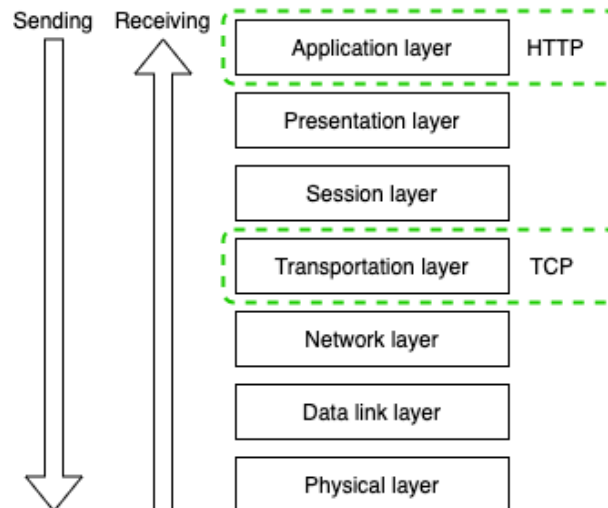 Sending Receiving
Application layer HTTP
Presentation layer
Session layer
Transportation layer TCP
Network layer
Data link layer
Physical layer